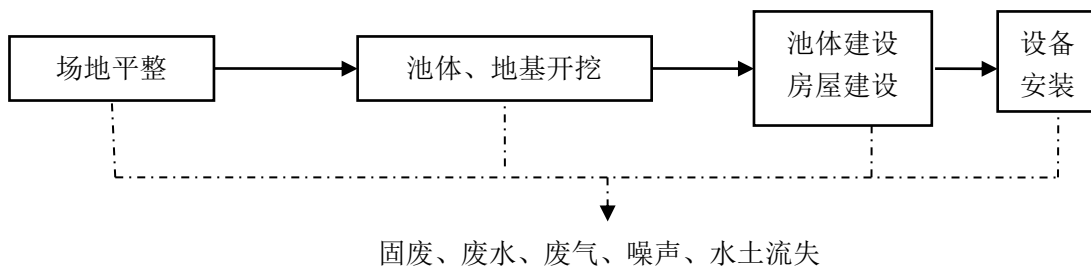 场地平整
池体、地基开挖
池体建设
房屋建设
设备
安装
固废、废水、废气、噪声、水土流失